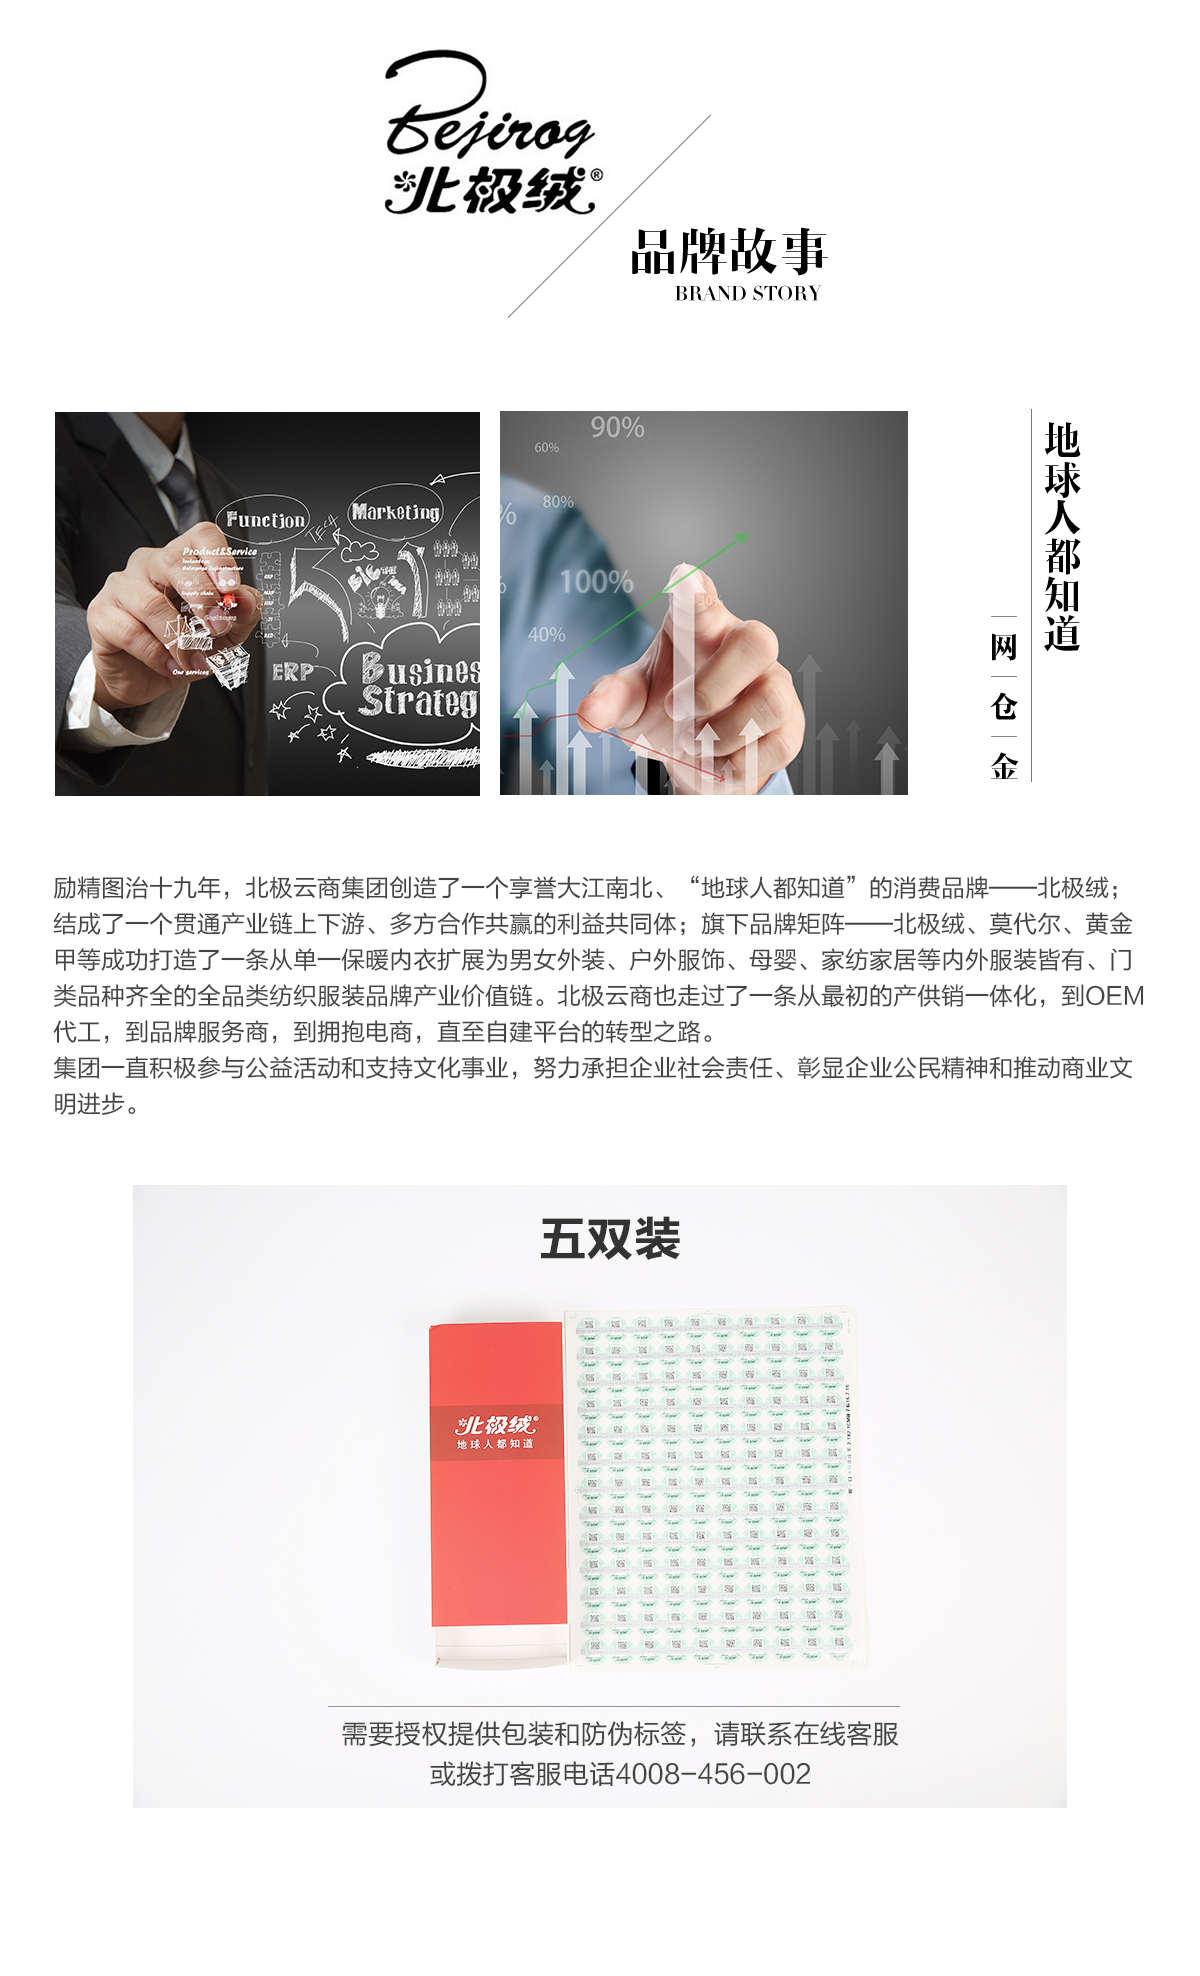 Bejirog
北极绒®
品牌故事
BRAND STORY
Function
Marketing
Product&Service
Technology
Enterprise Infrastructure
Supply chain
ERP
One services
Business
Strateg
90%
60%
80%
%
100%
30%
40%
地球人都知道
网
仓
金
励精图治十九年，北极云商集团创造了一个享誉大江南北、“地球人都知道”的消费品牌——北极绒；
结成了一个贯通产业链上下游、多方合作共赢的利益共同体；旗下品牌矩阵——北极绒、莫代尔、黄金
甲等成功打造了一条从单一保暖内衣扩展为男女外装、户外服饰、母婴、家纺家居等内外服装皆有、门
类品种齐全的全品类纺织服装品牌产业价值链。北极云商也走过了一条从最初的产供销一体化，到OEM
代工，到品牌服务商，到拥抱电商，直至自建平台的转型之路。
集团一直积极参与公益活动和支持文化事业，努力承担企业社会责任、彰显企业公民精神和推动商业文
明进步。
五双装
北极绒®
地球人都知道
需要授权提供包装和防伪标签，请联系在线客服
或拨打客服电话4008-456-002